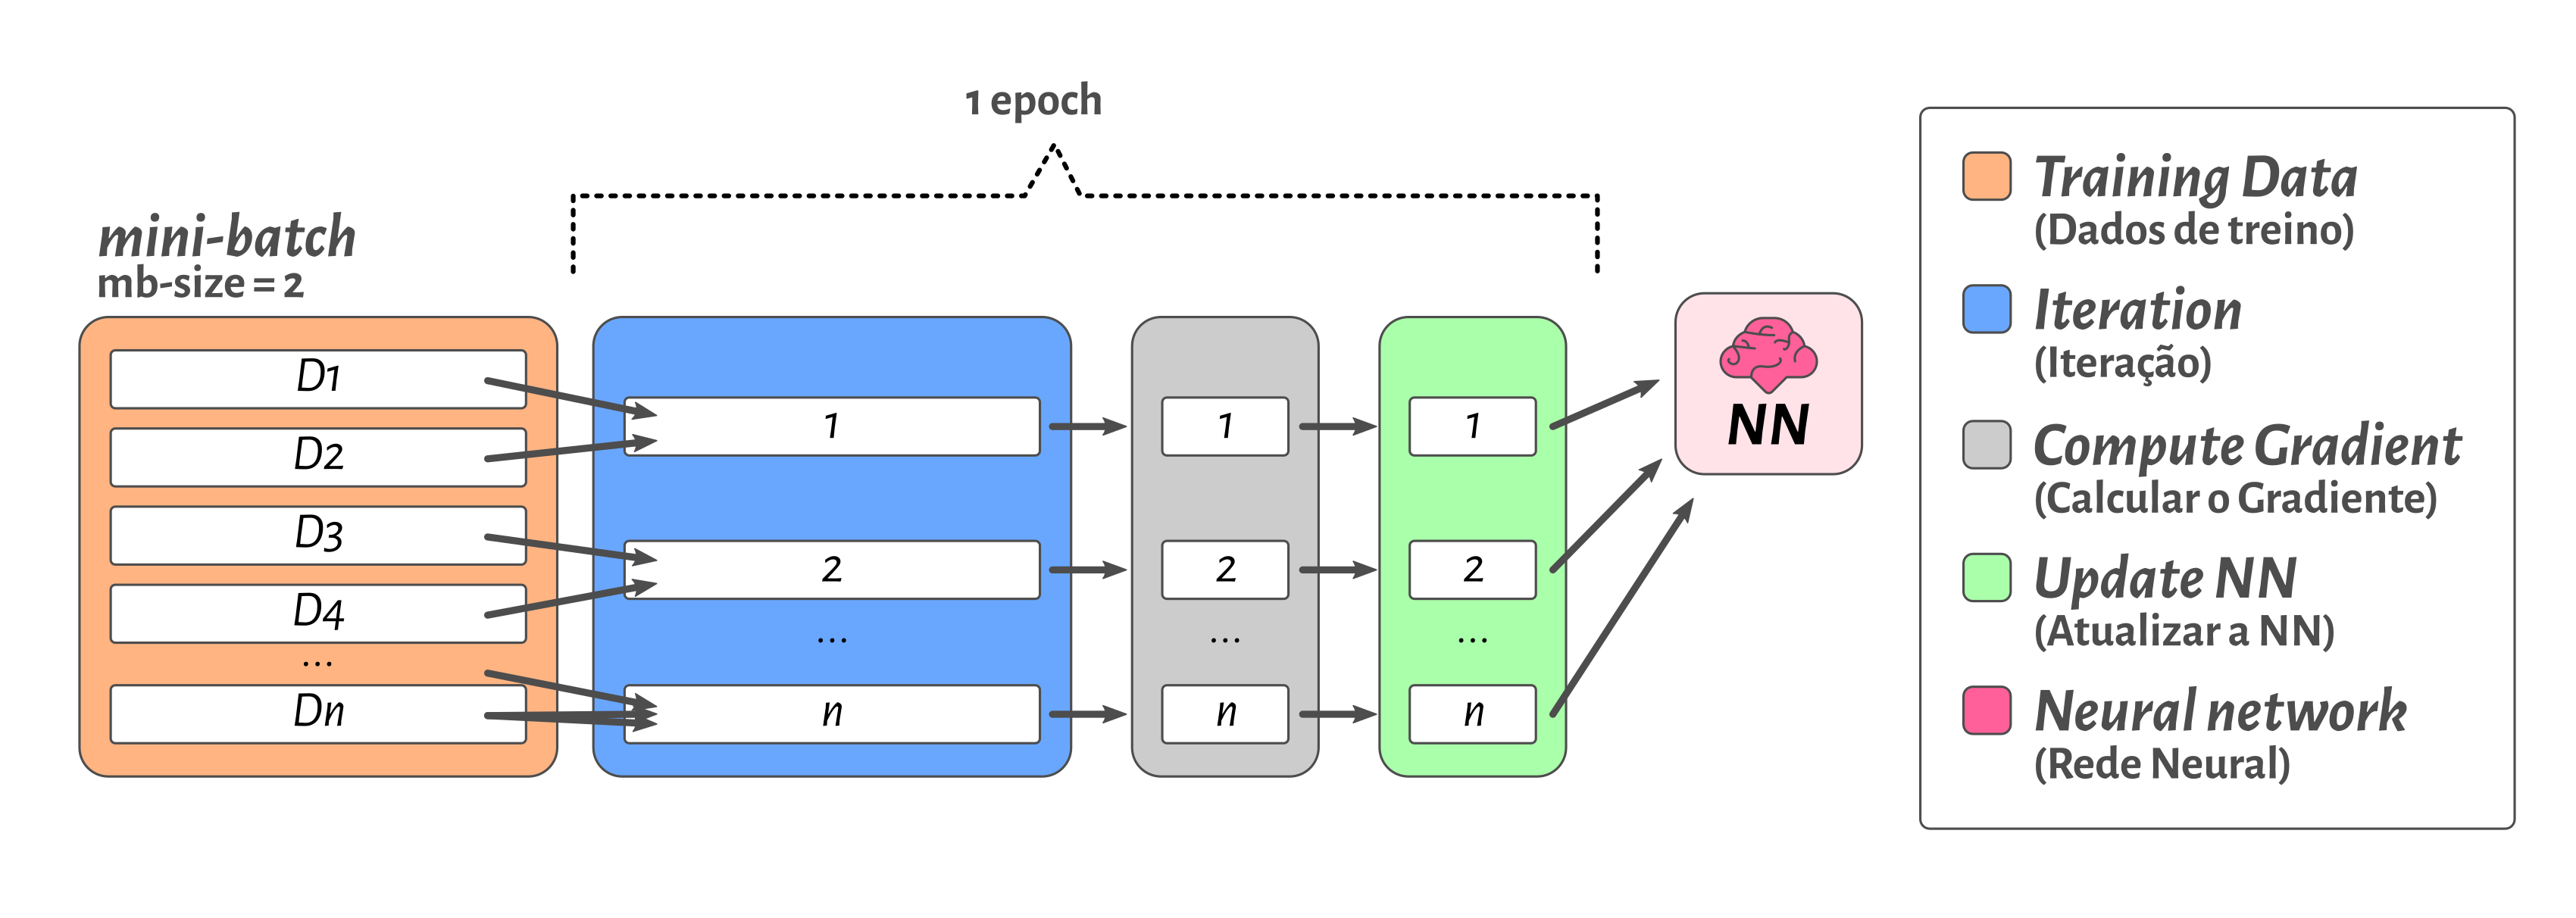 1 epoch
mini-batch
mb-size = 2
D1
D2
D3
D4
...
Dn
1
2
...
n
1
2
...
n
1
2
...
n
NN
Training Data
(Dados de treino)
Iteration
(Iteração)
Compute Gradient
(Calcular o Gradiente)
Update NN
(Atualizar a NN)
Neural network
(Rede Neural)